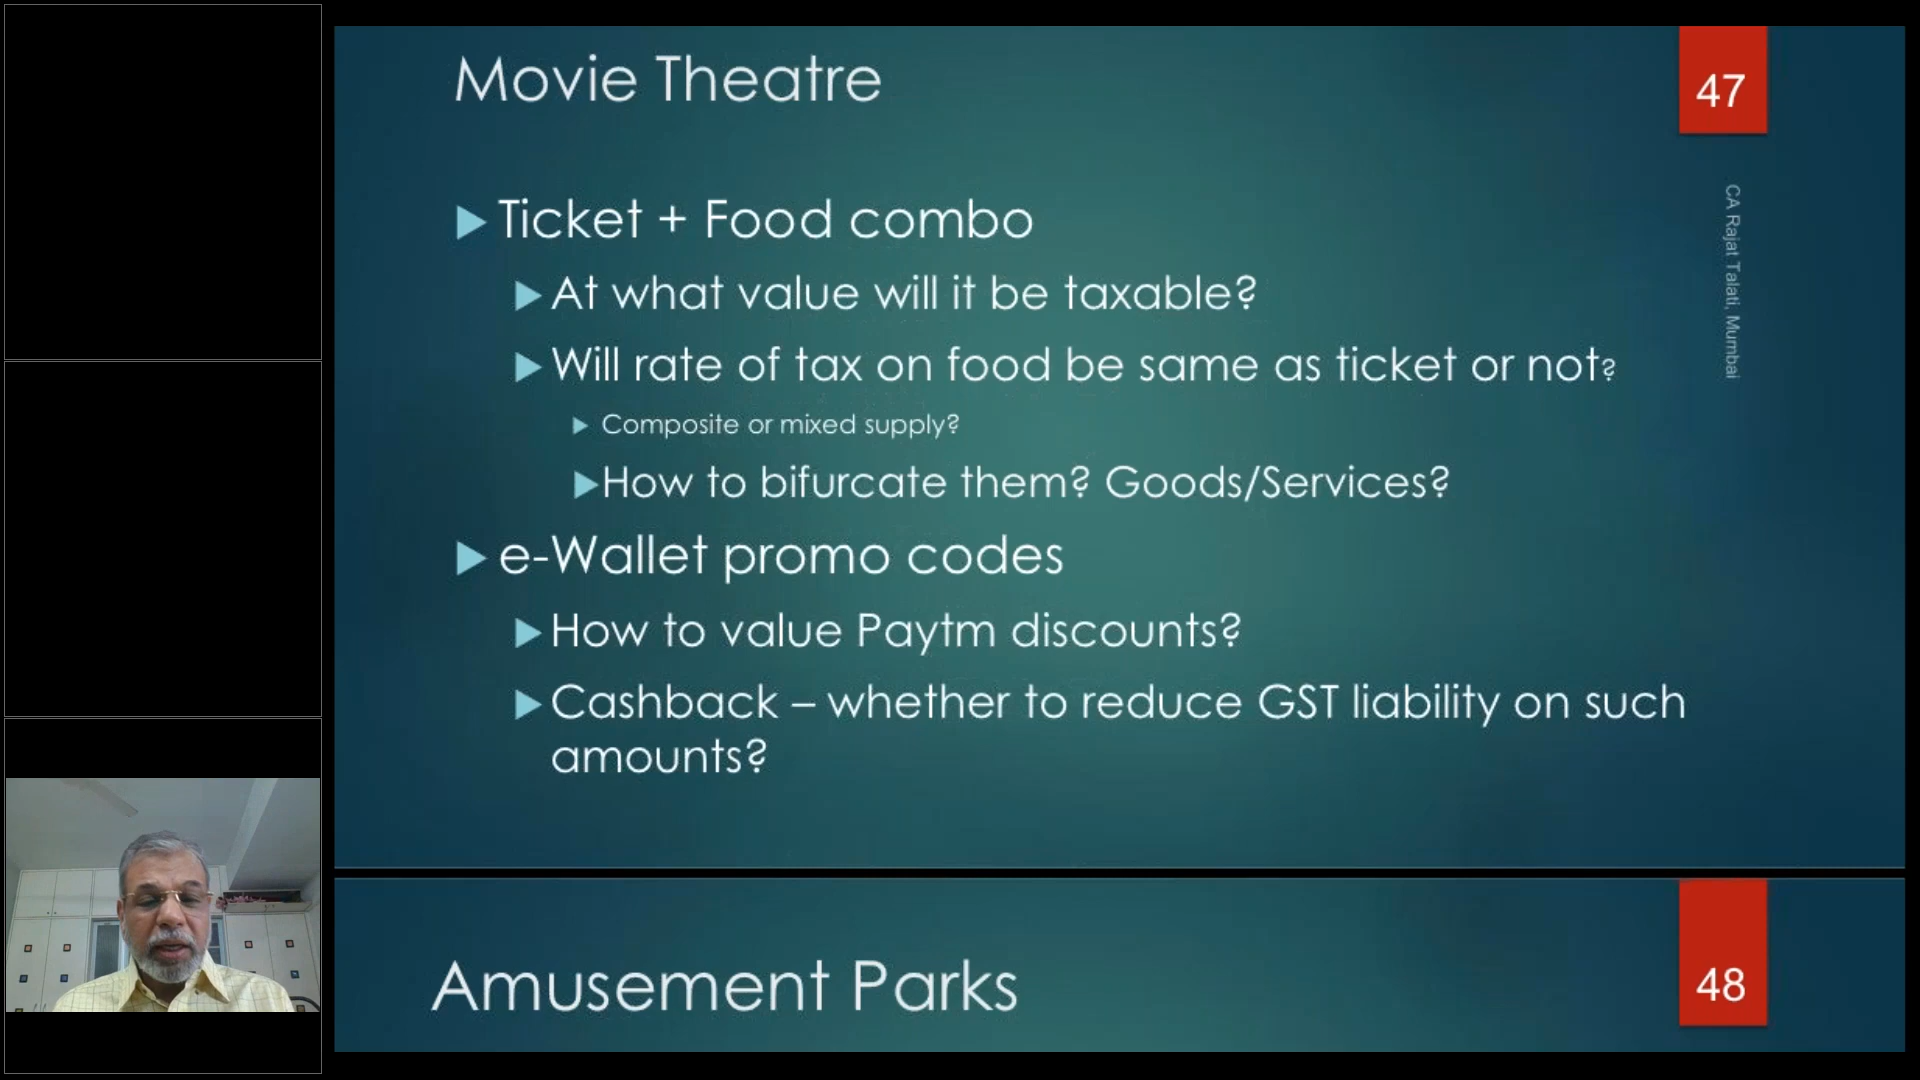 Movie Theatre
47
CA Rajat Talati, Mumbai
Ticket + Food combo
At what value will it be taxable?
Will rate of tax on food be same as ticket or not?
Composite or mixed supply?
How to bifurcate them? Goods/Services?
e-Wallet promo codes
How to value Paytm discounts?
Cashback – whether to reduce GST liability on such
amounts?
Amusement Parks
48